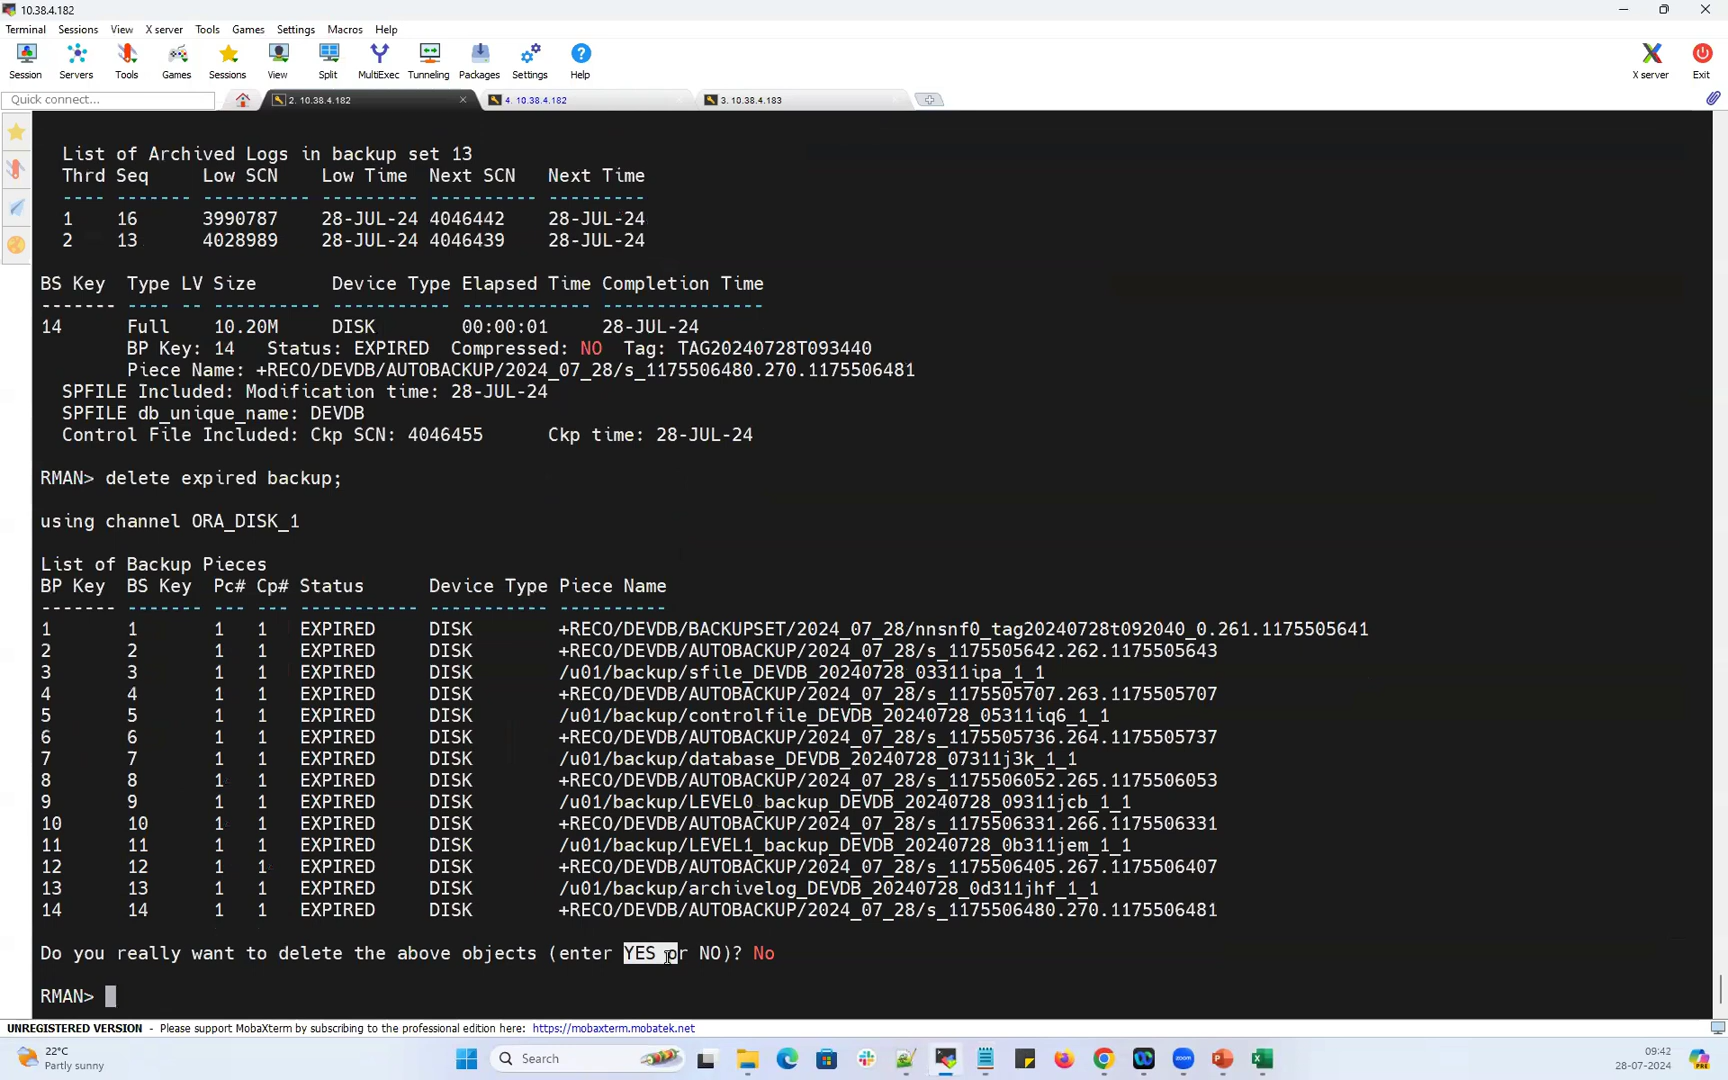 10.38.4.182
Terminal Sessions View X server Tools Games Settings Macros Help
Session Servers Tools Games Sessions View Split MultiExec Tunneling Packages Settings Help X server Exit
Quick connect... 2. 10.38.4.182 4. 10.38.4.182 3. 10.38.4.183
List of Archived Logs in backup set 13
Thrd Seq Low SCN Low Time Next SCN Next Time
---- ------- ---------- --------- ---------- ---------
1 16 3990787 28-JUL-24 4046442 28-JUL-24
2 13 4028989 28-JUL-24 4046439 28-JUL-24
BS Key Type LV Size Device Type Elapsed Time Completion Time
------- ---- -- ---------- ----------- ------------ ---------------
14 Full 10.20M DISK 00:00:01 28-JUL-24
BP Key: 14 Status: EXPIRED Compressed: NO Tag: TAG20240728T093440
Piece Name: +RECO/DEVDB/AUTOBACKUP/2024_07_28/s_1175506480.270.1175506481
SPFILE Included: Modification time: 28-JUL-24
SPFILE db_unique_name: DEVDB
Control File Included: Ckp SCN: 4046455 Ckp time: 28-JUL-24
RMAN> delete expired backup;
using channel ORA_DISK_1
List of Backup Pieces
BP Key BS Key Pc# Cp# Status Device Type Piece Name
------- ------- --- --- ----------- ----------- ----------
1 1 1 1 EXPIRED DISK +RECO/DEVDB/BACKUPSET/2024_07_28/nnsnf0_tag20240728t092040_0.261.1175505641
2 2 1 1 EXPIRED DISK +RECO/DEVDB/AUTOBACKUP/2024_07_28/s_1175505642.262.1175505643
3 3 1 1 EXPIRED DISK /u01/backup/sfile_DEVDB_20240728_03311ipa_1_1
4 4 1 1 EXPIRED DISK +RECO/DEVDB/AUTOBACKUP/2024_07_28/s_1175505707.263.1175505707
5 5 1 1 EXPIRED DISK /u01/backup/controlfile_DEVDB_20240728_05311iq6_1_1
6 6 1 1 EXPIRED DISK +RECO/DEVDB/AUTOBACKUP/2024_07_28/s_1175505736.264.1175505737
7 7 1 1 EXPIRED DISK /u01/backup/database_DEVDB_20240728_07311j3k_1_1
8 8 1 1 EXPIRED DISK +RECO/DEVDB/AUTOBACKUP/2024_07_28/s_1175506052.265.1175506053
9 9 1 1 EXPIRED DISK /u01/backup/LEVEL0_backup_DEVDB_20240728_09311jcb_1_1
10 10 1 1 EXPIRED DISK +RECO/DEVDB/AUTOBACKUP/2024_07_28/s_1175506331.266.1175506331
11 11 1 1 EXPIRED DISK /u01/backup/LEVEL1_backup_DEVDB_20240728_0b311jem_1_1
12 12 1 1 EXPIRED DISK +RECO/DEVDB/AUTOBACKUP/2024_07_28/s_1175506405.267.1175506407
13 13 1 1 EXPIRED DISK /u01/backup/archivelog_DEVDB_20240728_0d311jhf_1_1
14 14 1 1 EXPIRED DISK +RECO/DEVDB/AUTOBACKUP/2024_07_28/s_1175506480.270.1175506481
Do you really want to delete the above objects (enter YES or NO)? No
RMAN>
UNREGISTERED VERSION - Please support MobaXterm by subscribing to the professional edition here: https://mobaxterm.mobatek.net
22°C
Partly sunny
Search
09:42
28-07-2024